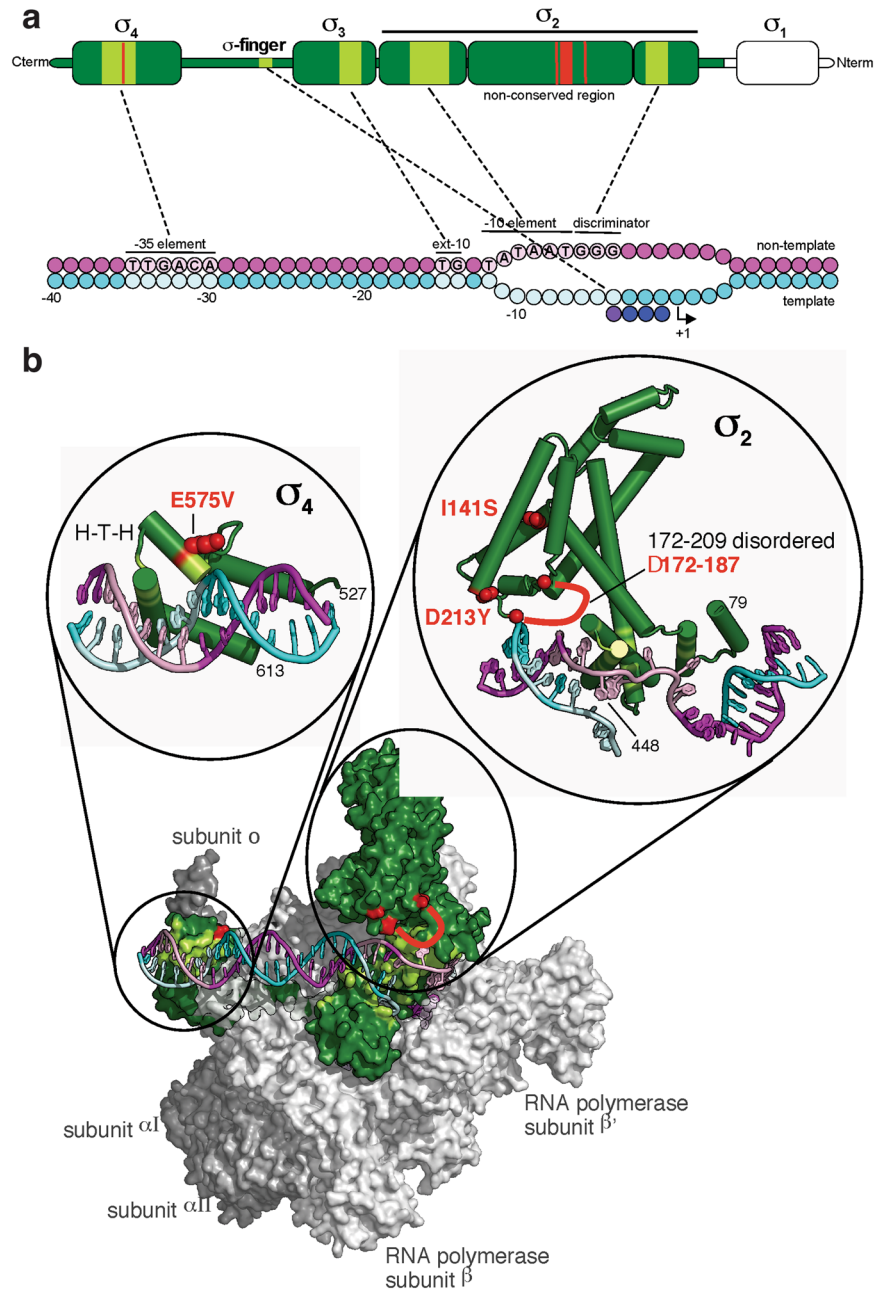 a
σ4
σ-finger
σ3
σ2
σ1
Cterm
Nterm
non-conserved region
-10 element
discriminator
-35 element
ext-10
non-template
T T G A C A
T G
T A T A A T G G G
-40
-30
-20
-10
template
+1
b
σ4
E575V
H-T-H
527
613
σ2
I141S
172-209 disordered
D172-187
D213Y
79
448
subunit o
subunit αI
subunit αII
RNA polymerase
subunit β'
RNA polymerase
subunit β